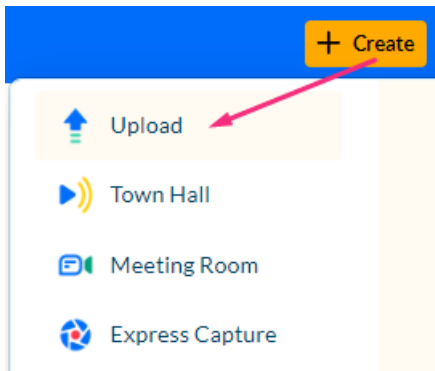 + Create
Upload
Town Hall
Meeting Room
Express Capture